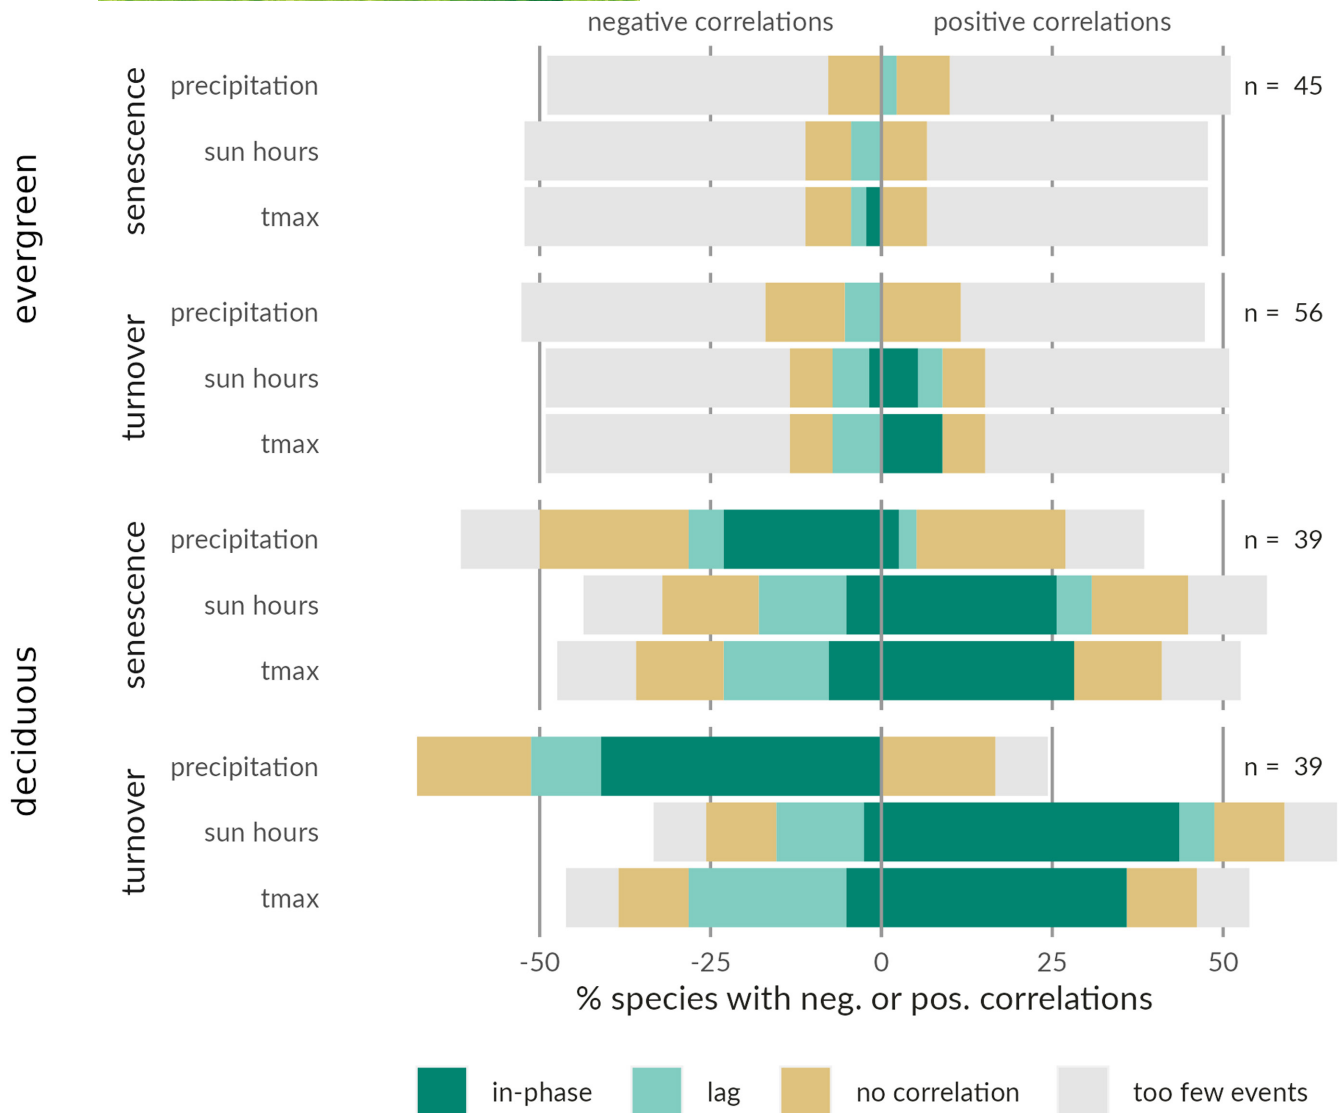 negative correlations positive correlations
evergreen
senescence
precipitation n = 45
sun hours
tmax
turnover
precipitation n = 56
sun hours
tmax
deciduous
senescence
precipitation n = 39
sun hours
tmax
turnover
precipitation n = 39
sun hours
tmax
-50 -25 0 25 50
% species with neg. or pos. correlations
in-phase lag no correlation too few events